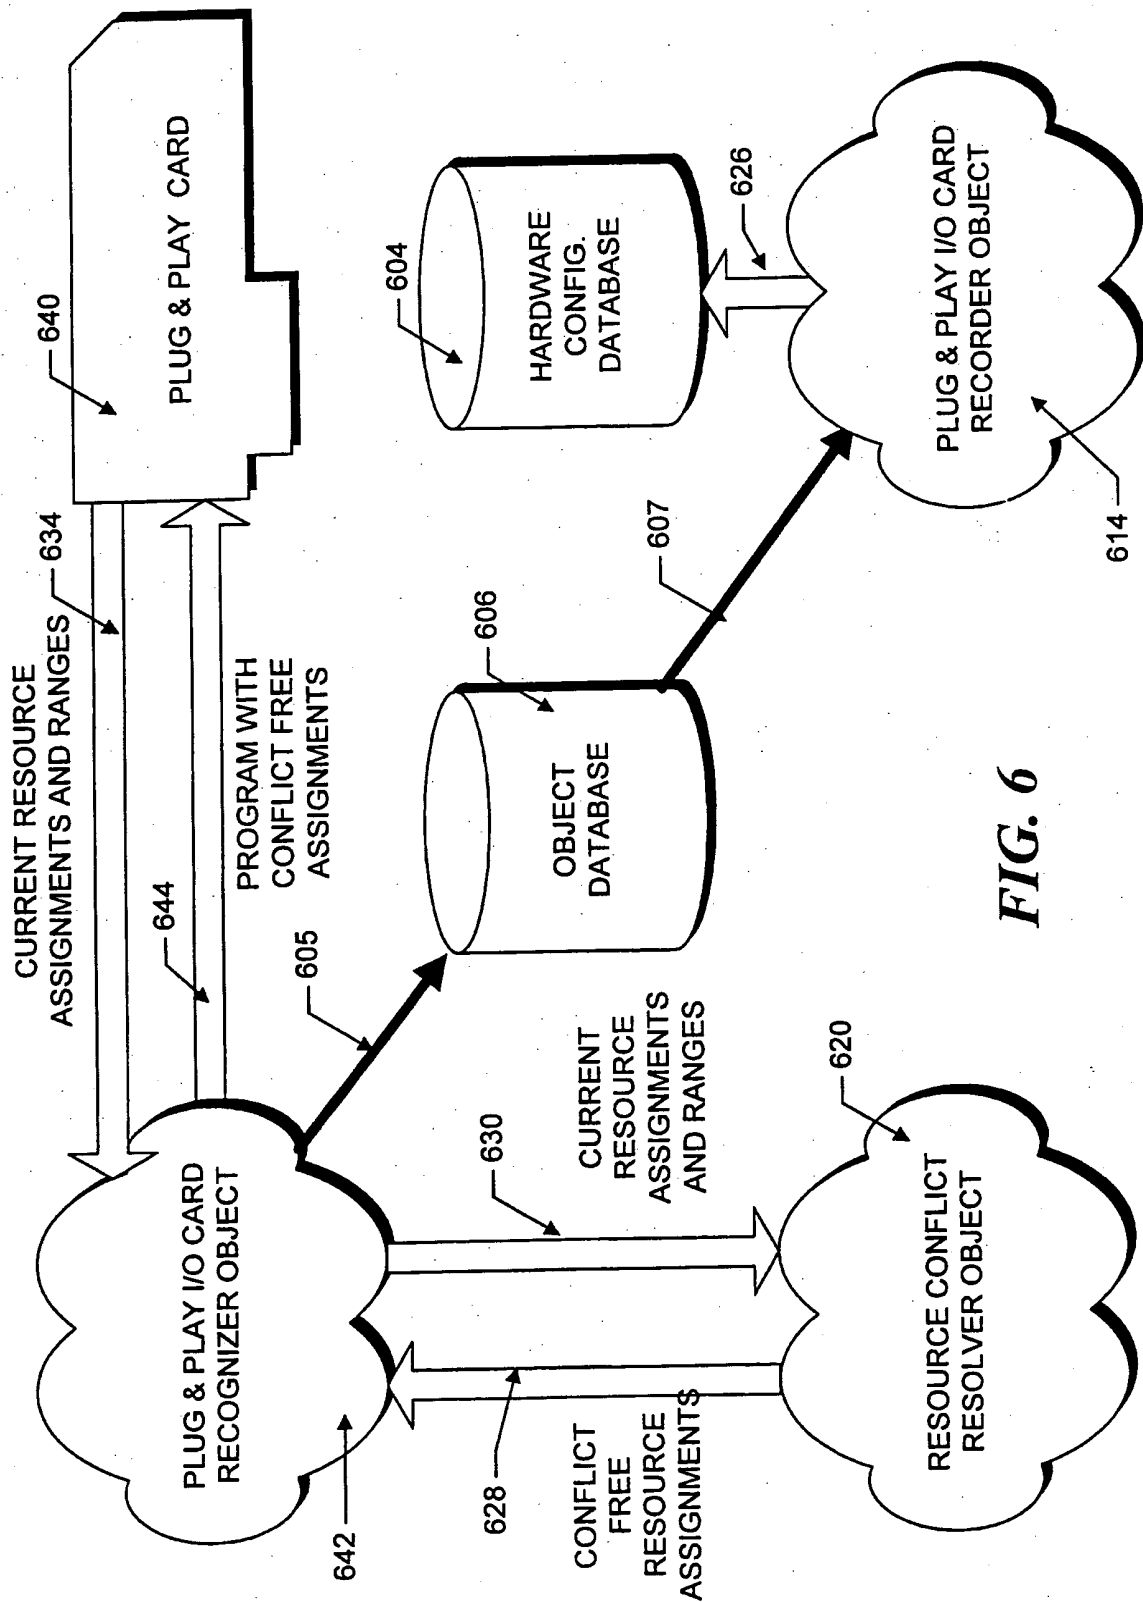 CURRENT RESOURCE
ASSIGNMENTS AND RANGES
634
640
PLUG & PLAY CARD
644
PROGRAM WITH
CONFLICT FREE
ASSIGNMENTS
PLUG & PLAY I/O CARD
RECOGNIZER OBJECT
642
605
606
OBJECT
DATABASE
604
HARDWARE
CONFIG.
DATABASE
607
626
628
CONFLICT
FREE
RESOURCE
ASSIGNMENTS
630
CURRENT
RESOURCE
ASSIGNMENTS
AND RANGES
620
RESOURCE CONFLICT
RESOLVER OBJECT
PLUG & PLAY I/O CARD
RECORDER OBJECT
614
FIG. 6